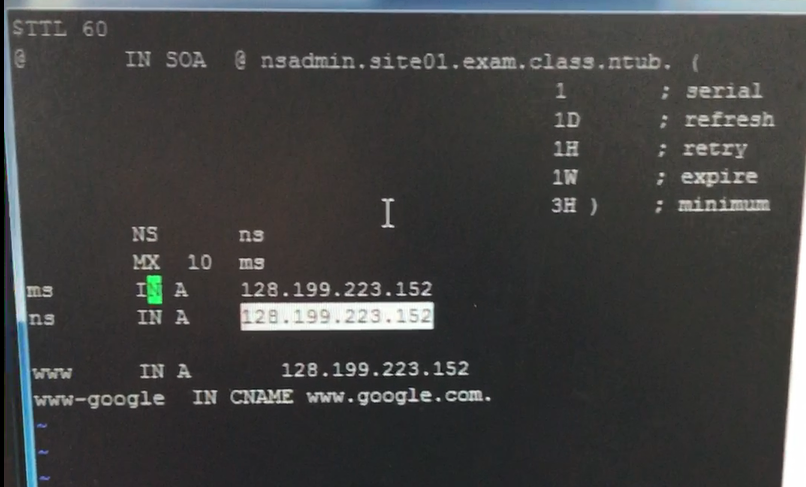 $TTL 60
@ IN SOA @ nsadmin.site01.exam.class.ntub. (
1 ; serial
1D ; refresh
1H ; retry
1W ; expire
3H ) ; minimum
NS ns
MX 10 ms
ms IN A 128.199.223.152
ns IN A 128.199.223.152
www IN A 128.199.223.152
www-google IN CNAME www.google.com.
~
~
~